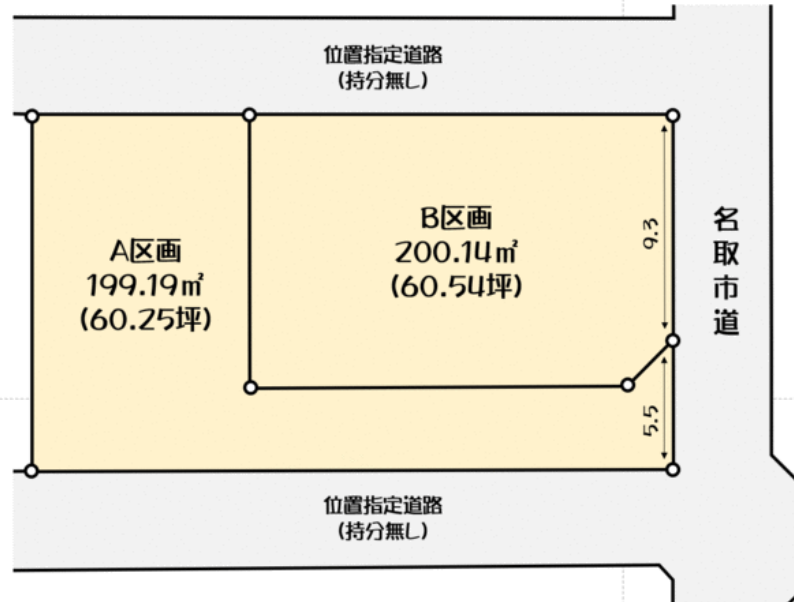 位置指定道路
(持分無し)
A区画
199.19㎡
(60.25坪)
B区画
200.14㎡
(60.54坪)
9.3
5.5
名取市道
位置指定道路
(持分無し)